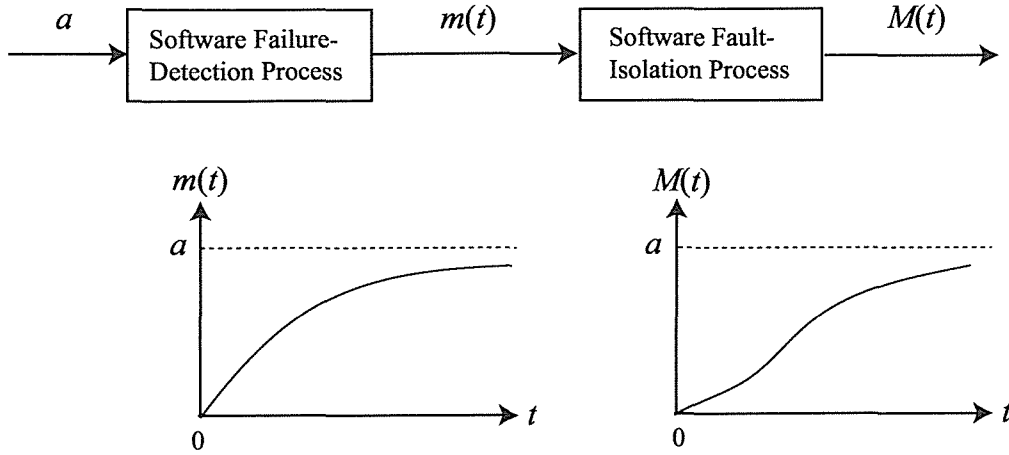 a
Software Failure-
Detection Process
m(t)
Software Fault-
Isolation Process
M(t)
m(t)
a
0
t
M(t)
a
0
t